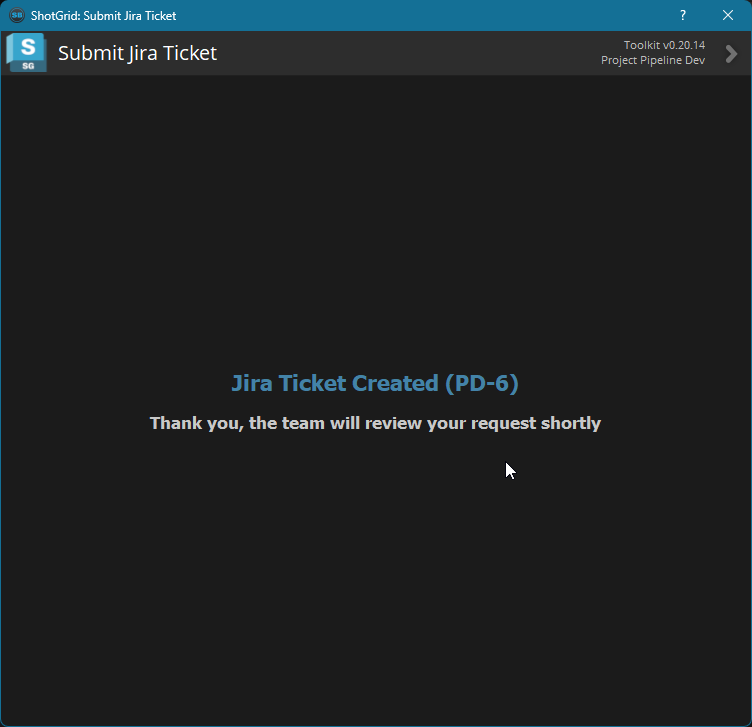 ShotGrid: Submit Jira Ticket
?
S
SG
Submit Jira Ticket
Toolkit v0.20.14
Project Pipeline Dev
Jira Ticket Created (PD-6)
Thank you, the team will review your request shortly